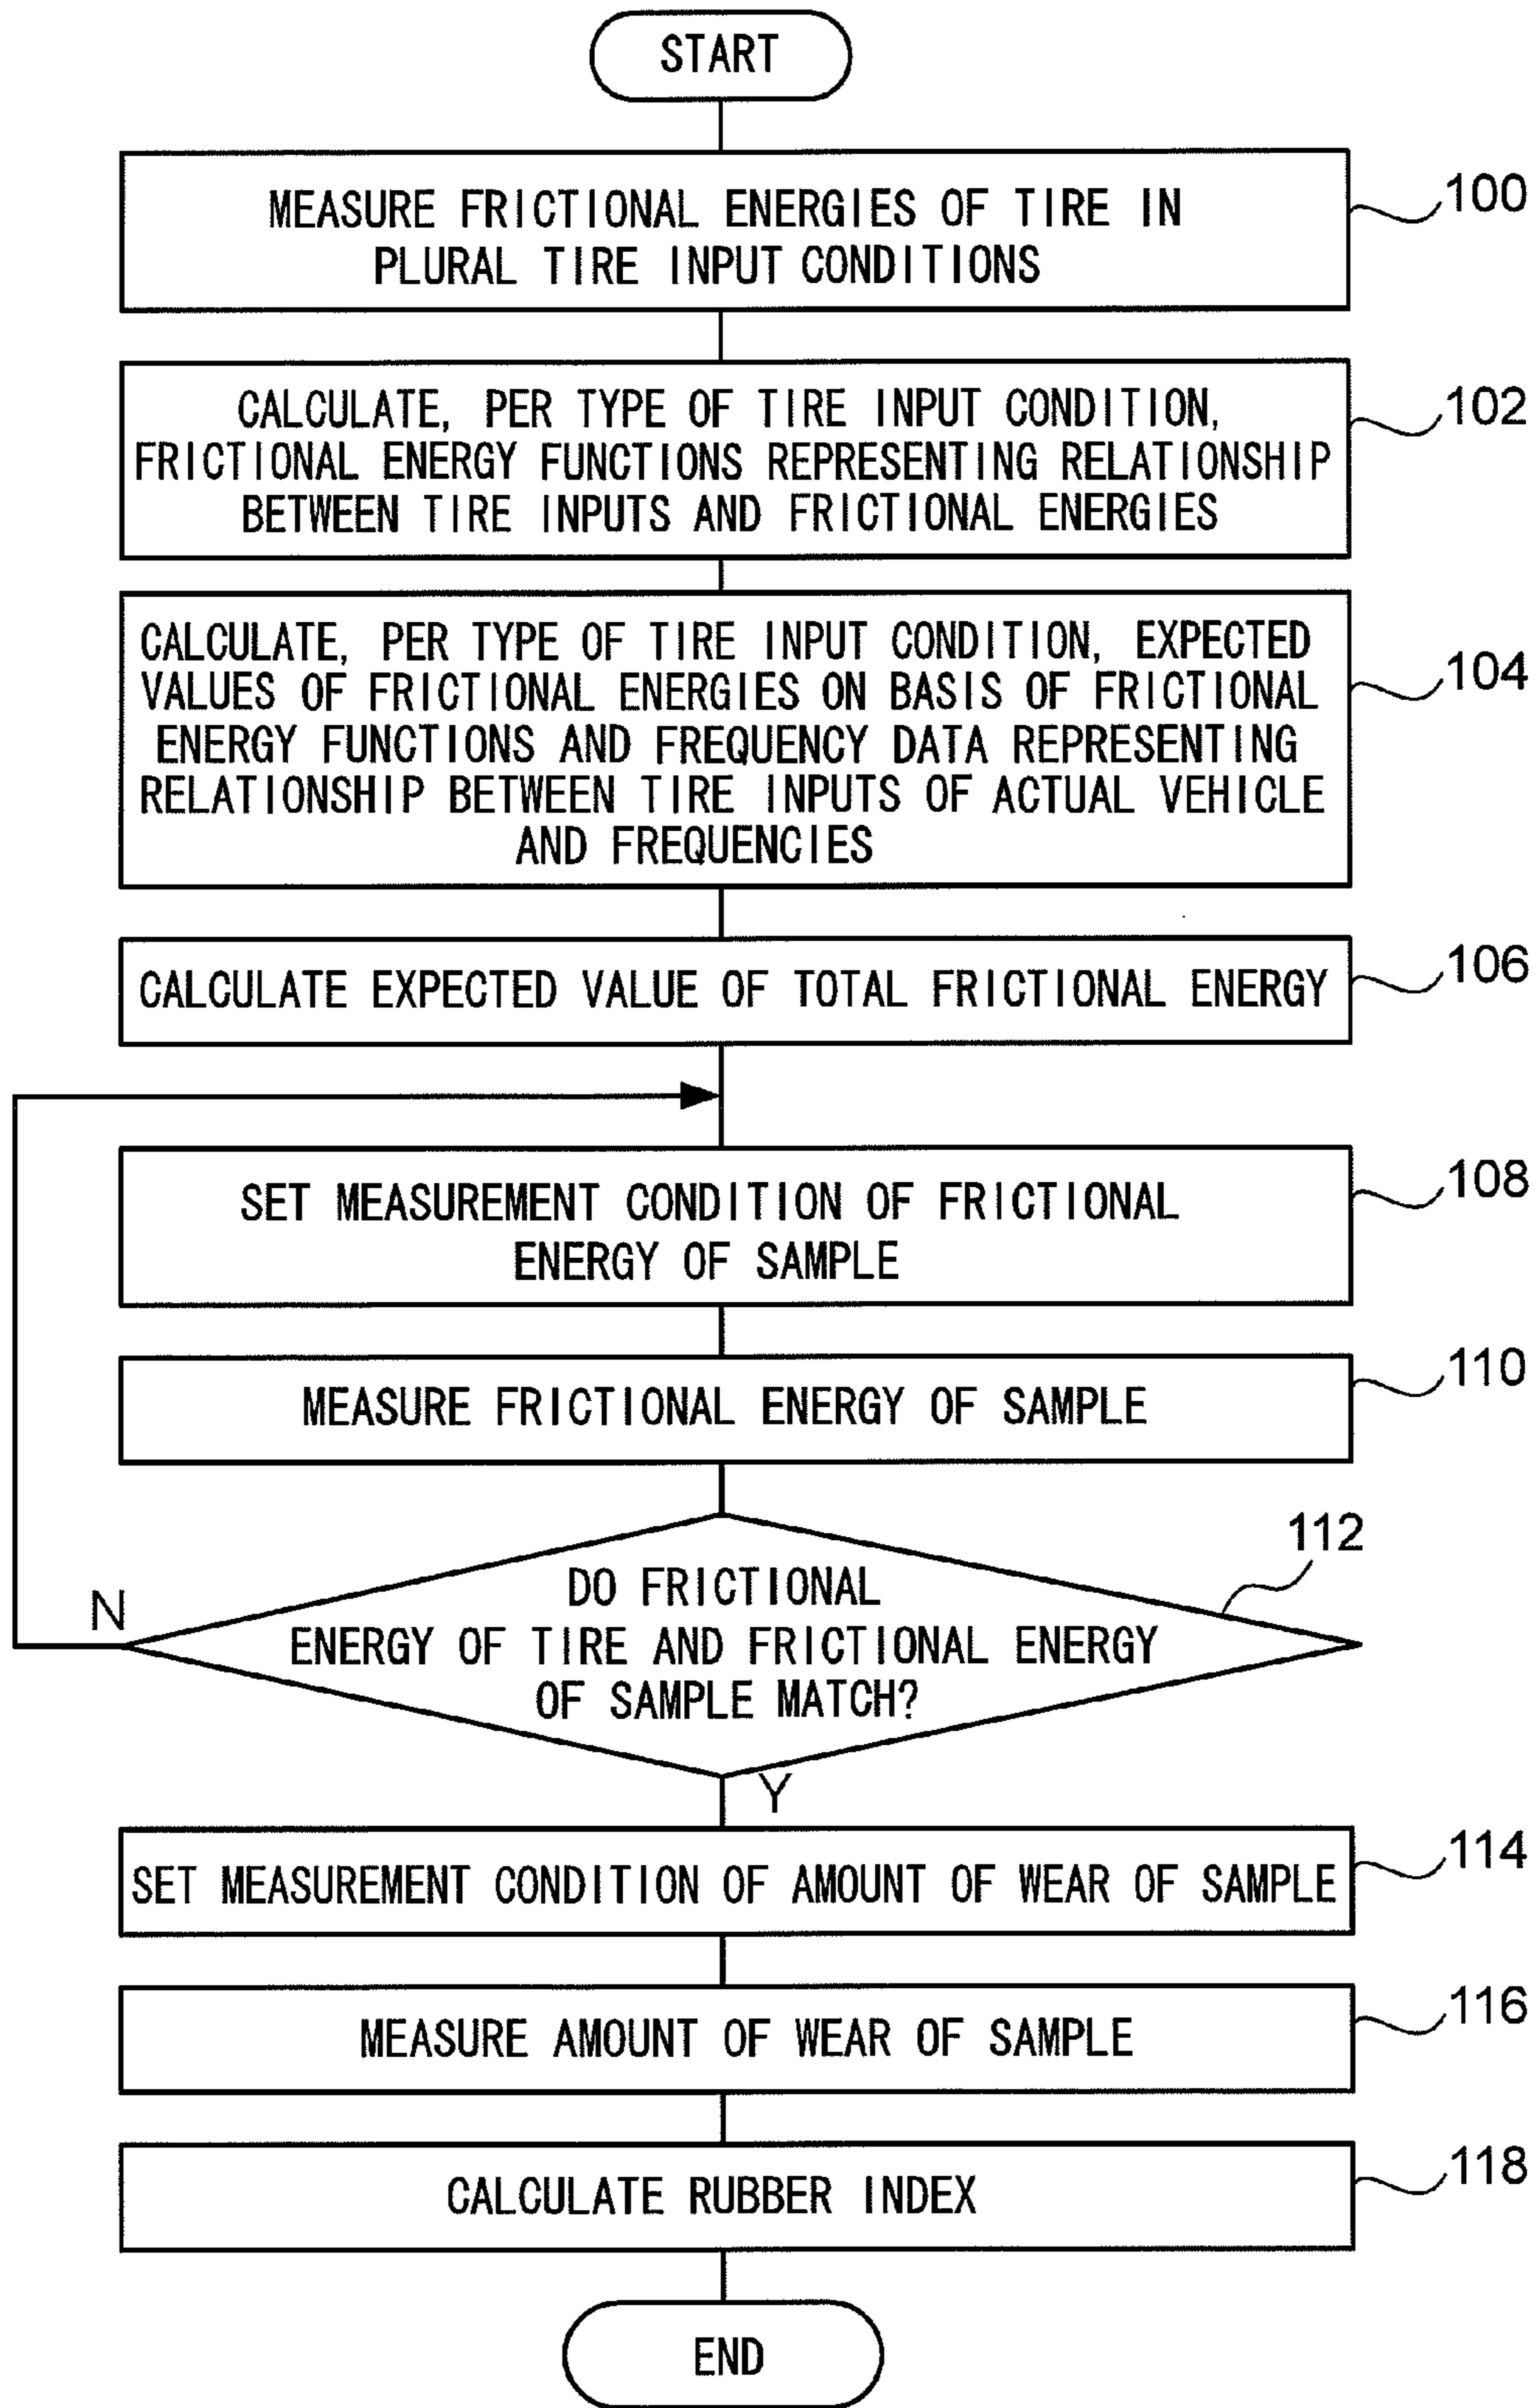 START
MEASURE FRICTIONAL ENERGIES OF TIRE IN
PLURAL TIRE INPUT CONDITIONS
100
CALCULATE, PER TYPE OF TIRE INPUT CONDITION,
FRICTIONAL ENERGY FUNCTIONS REPRESENTING RELATIONSHIP
BETWEEN TIRE INPUTS AND FRICTIONAL ENERGIES
102
CALCULATE, PER TYPE OF TIRE INPUT CONDITION, EXPECTED
VALUES OF FRICTIONAL ENERGIES ON BASIS OF FRICTIONAL
ENERGY FUNCTIONS AND FREQUENCY DATA REPRESENTING
RELATIONSHIP BETWEEN TIRE INPUTS OF ACTUAL VEHICLE
AND FREQUENCIES
104
CALCULATE EXPECTED VALUE OF TOTAL FRICTIONAL ENERGY
106
SET MEASUREMENT CONDITION OF FRICTIONAL
ENERGY OF SAMPLE
108
MEASURE FRICTIONAL ENERGY OF SAMPLE
110
112
DO FRICTIONAL
ENERGY OF TIRE AND FRICTIONAL ENERGY
OF SAMPLE MATCH?
N
Y
SET MEASUREMENT CONDITION OF AMOUNT OF WEAR OF SAMPLE
114
MEASURE AMOUNT OF WEAR OF SAMPLE
116
CALCULATE RUBBER INDEX
118
END